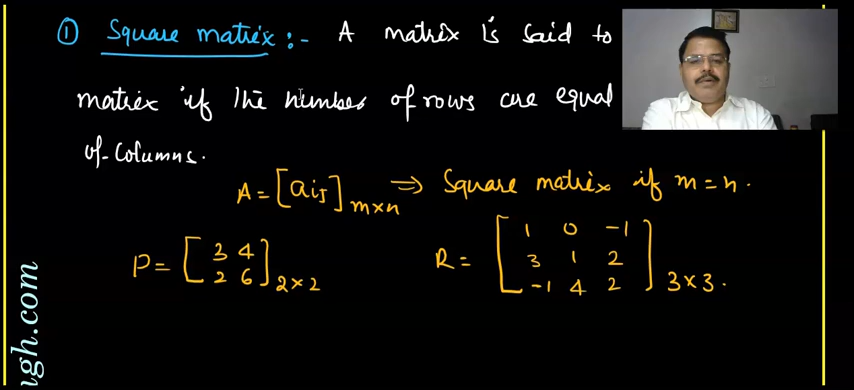 ① Square matrix :- A matrix is said to
matrix if the number of rows are equal
of columns.
A = [aij]m×n ⇒ Square matrix if m = n.
P = [3 4
2 6]2×2
R = [1 0 -1
3 1 2
-1 4 2]3×3.
ngh.com